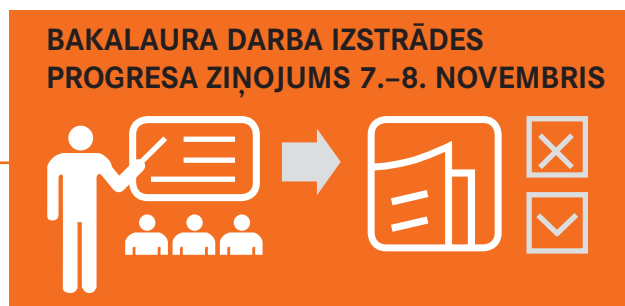 BAKALAURA DARBA IZSTRĀDES
PROGRESA ZIŅOJUMS 7.–8. NOVEMBRIS